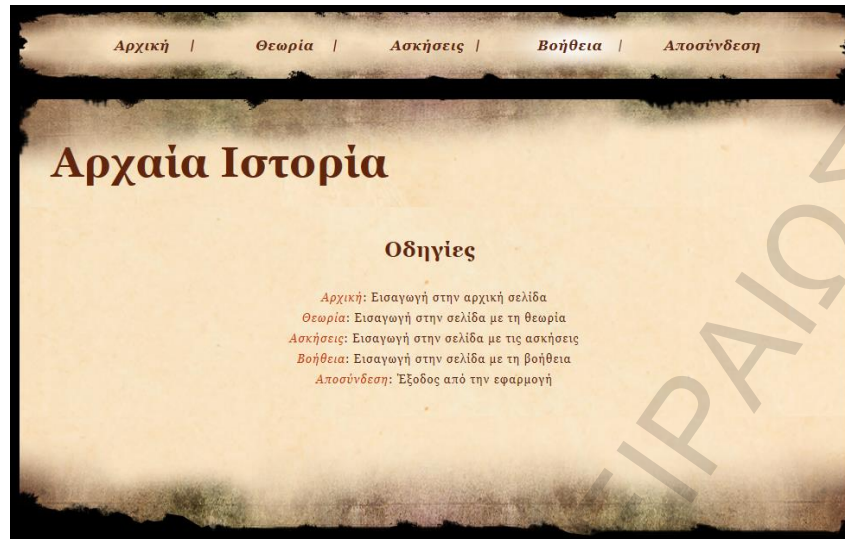 Αρχική | Θεωρία | Ασκήσεις | Βοήθεια | Αποσύνδεση
Αρχαία Ιστορία
Οδηγίες
Αρχική: Εισαγωγή στην αρχική σελίδα
Θεωρία: Εισαγωγή στην σελίδα με τη θεωρία
Ασκήσεις: Εισαγωγή στην σελίδα με τις ασκήσεις
Βοήθεια: Εισαγωγή στην σελίδα με τη βοήθεια
Αποσύνδεση: Έξοδος από την εφαρμογή